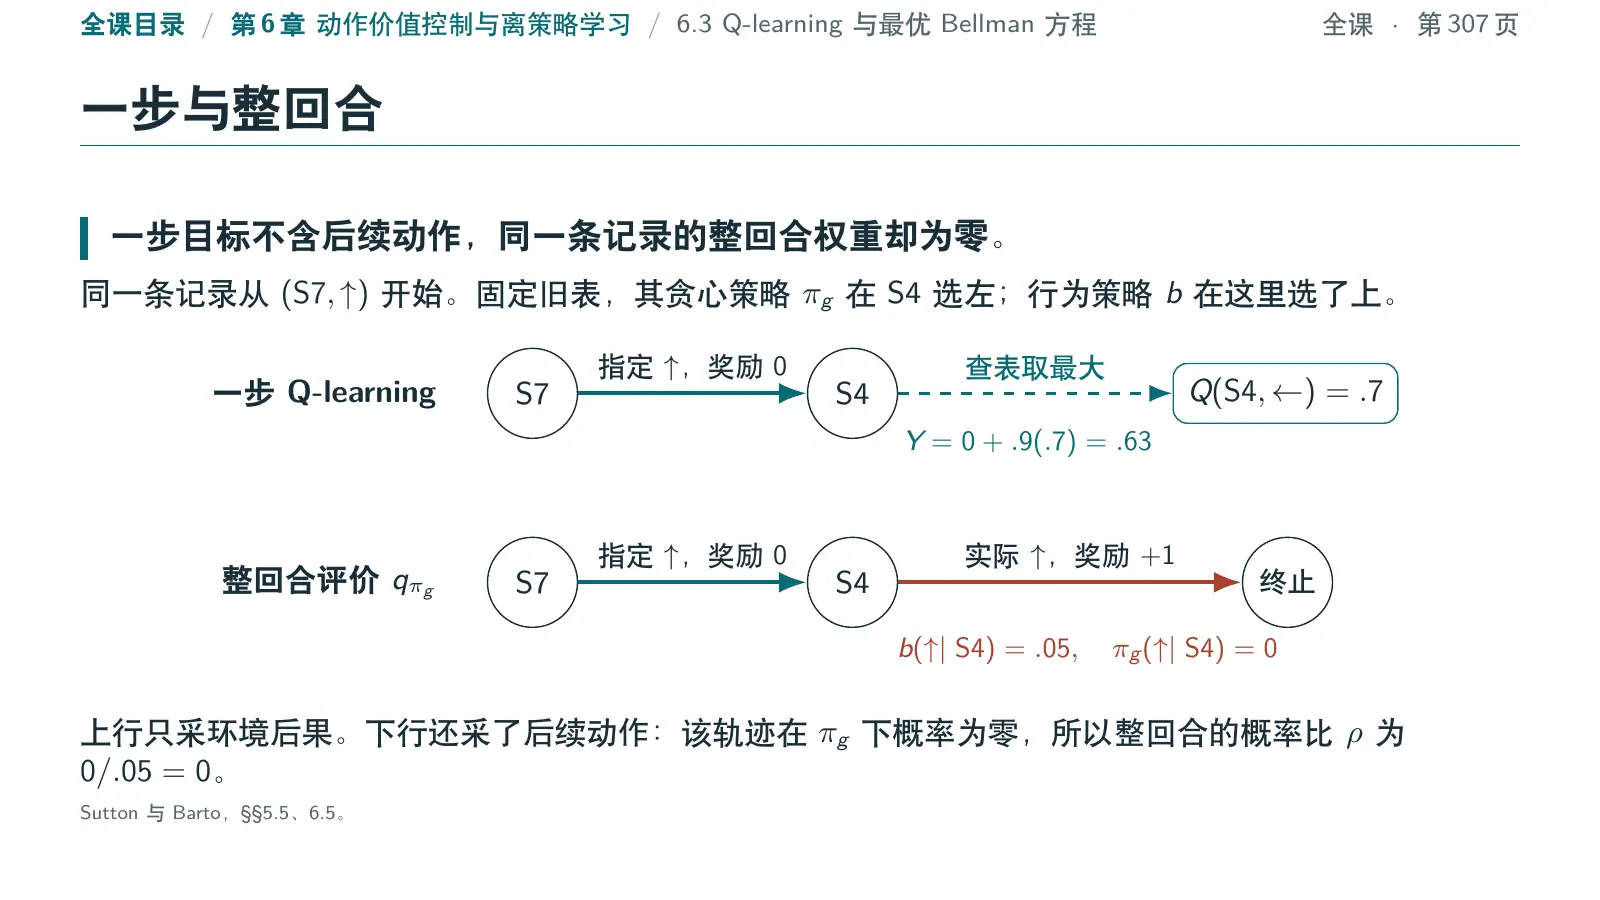 全课目录 / 第 6 章 动作价值控制与离策略学习 / 6.3 Q-learning 与最优 Bellman 方程 全课 · 第 307 页
一步与整回合
一步目标不含后续动作，同一条记录的整回合权重却为零。
同一条记录从 (S7,↑) 开始。固定旧表，其贪心策略 π_g 在 S4 选左；行为策略 b 在这里选了上。
一步 Q-learning S7 指定 ↑，奖励 0 S4 查表取最大 Q(S4,←) = .7
Y = 0 + .9(.7) = .63
整回合评价 q_{π_g} S7 指定 ↑，奖励 0 S4 实际 ↑，奖励 +1 终止
b(↑| S4) = .05, π_g(↑| S4) = 0
上行只采环境后果。下行还采了后续动作：该轨迹在 π_g 下概率为零，所以整回合的概率比 ρ 为
0/.05 = 0。
Sutton 与 Barto，§§5.5、6.5。